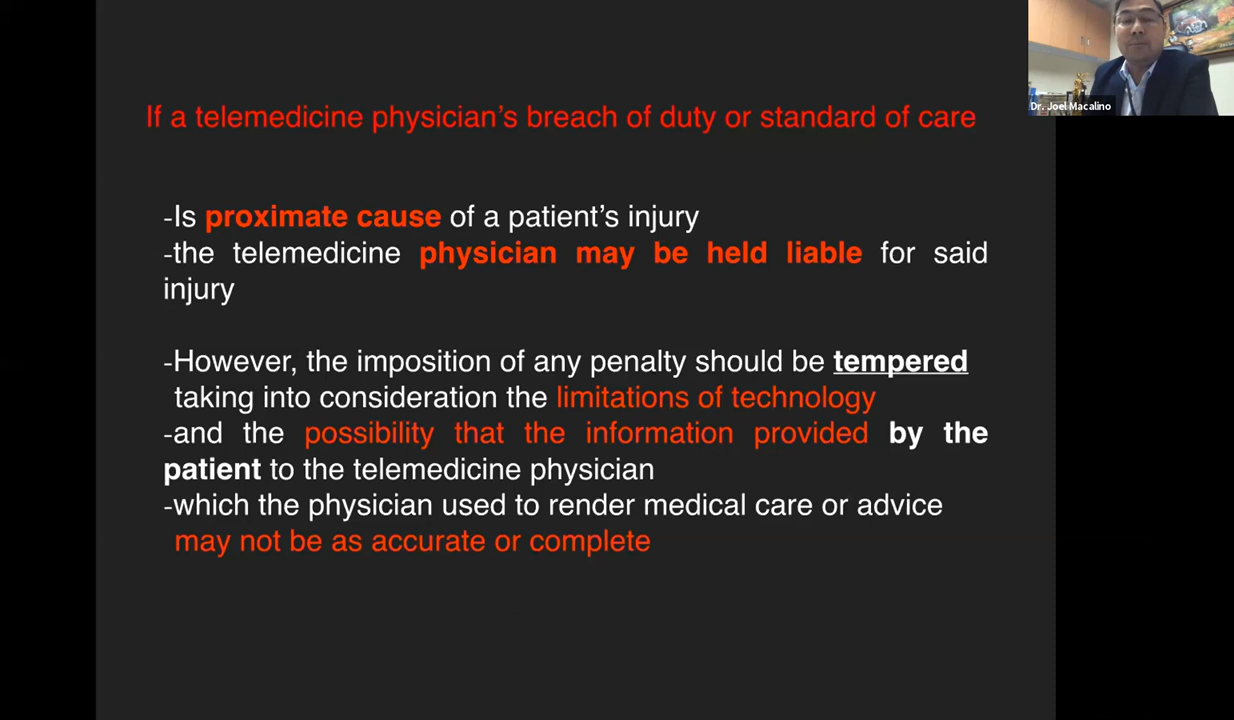 If a telemedicine physician's breach of duty or standard of care
-Is proximate cause of a patient's injury
-the telemedicine physician may be held liable for said
injury
-However, the imposition of any penalty should be tempered
taking into consideration the limitations of technology
-and the possibility that the information provided by the
patient to the telemedicine physician
-which the physician used to render medical care or advice
may not be as accurate or complete
Dr. Joel Macalino